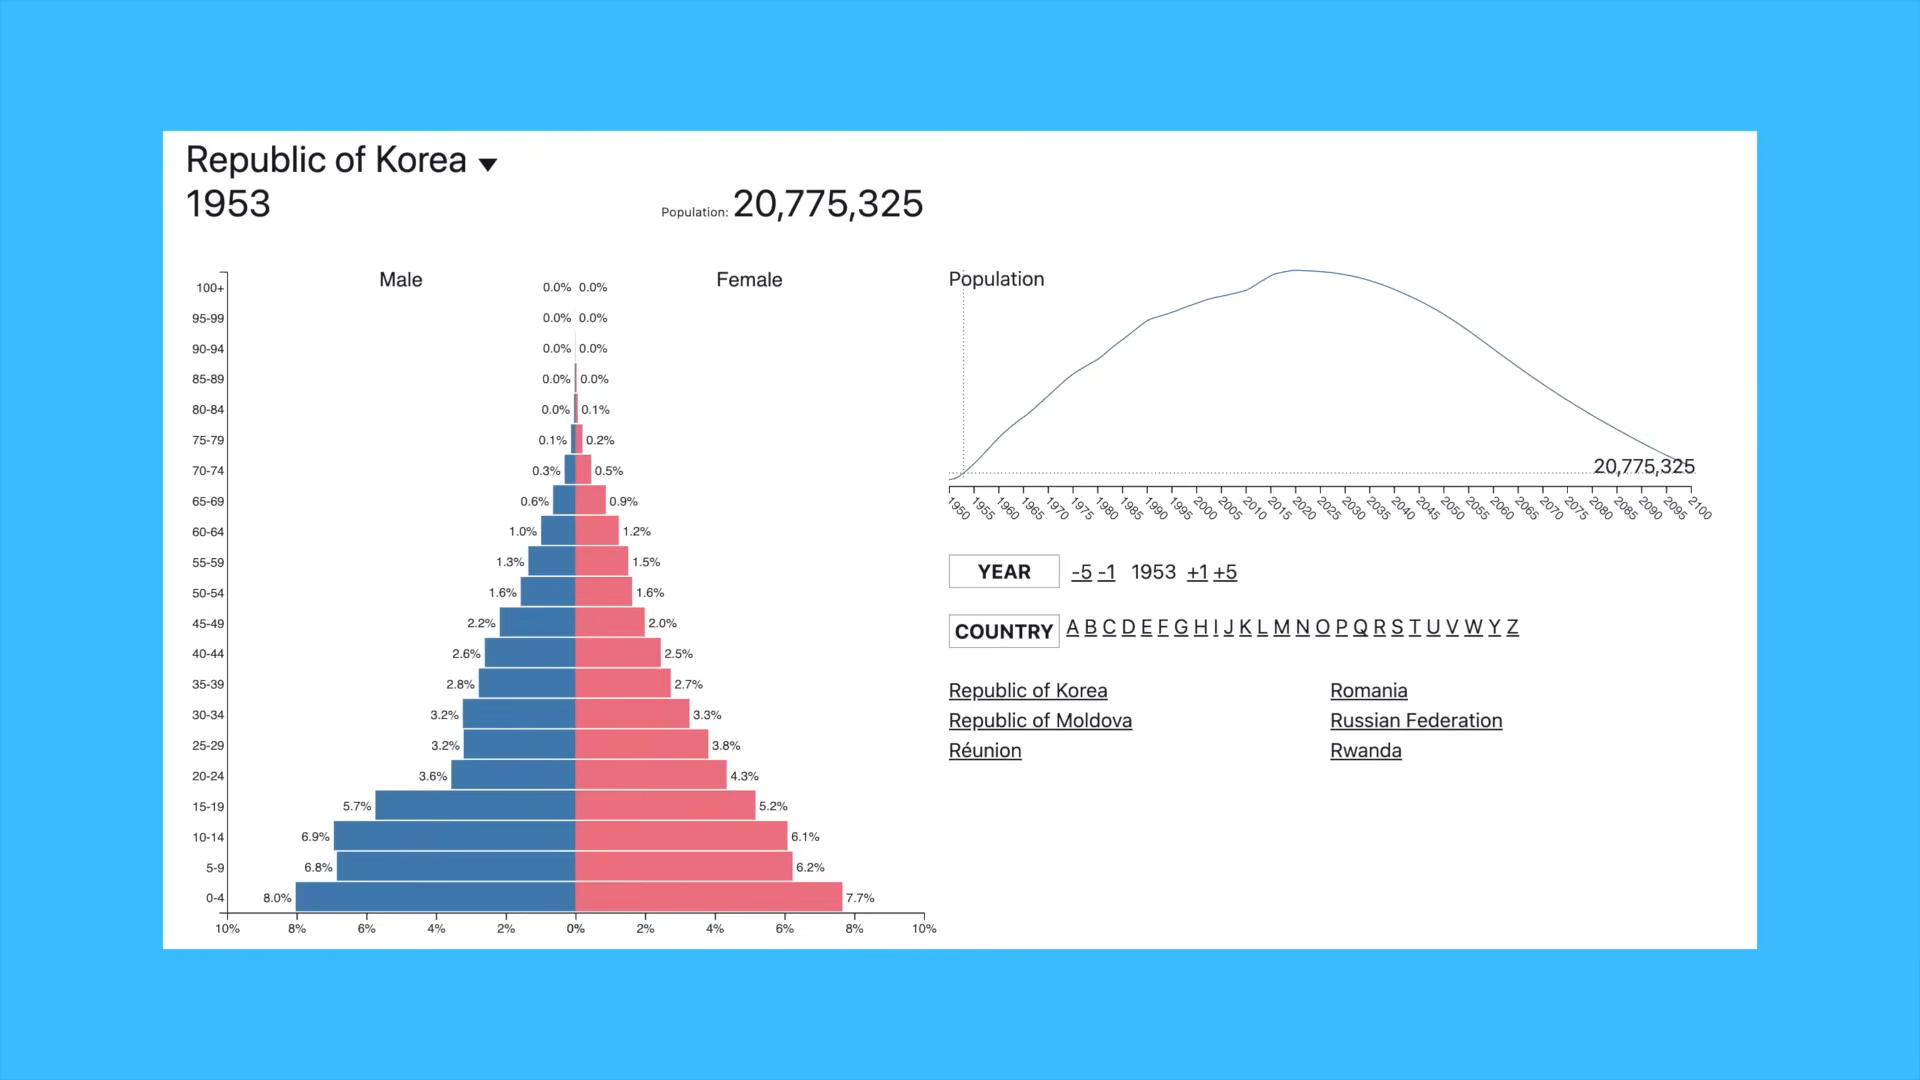 Republic of Korea
1953
Population: 20,775,325
Male
Female
100+ 0.0% 0.0%
95-99 0.0% 0.0%
90-94 0.0% 0.0%
85-89 0.0% 0.0%
80-84 0.0% 0.1%
75-79 0.1% 0.2%
70-74 0.3% 0.5%
65-69 0.6% 0.9%
60-64 1.0% 1.2%
55-59 1.3% 1.5%
50-54 1.6% 1.6%
45-49 2.2% 2.0%
40-44 2.6% 2.5%
35-39 2.8% 2.7%
30-34 3.2% 3.3%
25-29 3.2% 3.8%
20-24 3.6% 4.3%
15-19 5.7% 5.2%
10-14 6.9% 6.1%
5-9 6.8% 6.2%
0-4 8.0% 7.7%
10% 8% 6% 4% 2% 0% 2% 4% 6% 8% 10%
Population
20,775,325
1950 1955 1960 1965 1970 1975 1980 1985 1990 1995 2000 2005 2010 2015 2020 2025 2030 2035 2040 2045 2050 2055 2060 2065 2070 2075 2080 2085 2090 2095 2100
YEAR -5 -1 1953 +1 +5
COUNTRY A B C D E F G H I J K L M N O P Q R S T U V W Y Z
Republic of Korea
Republic of Moldova
Réunion
Romania
Russian Federation
Rwanda